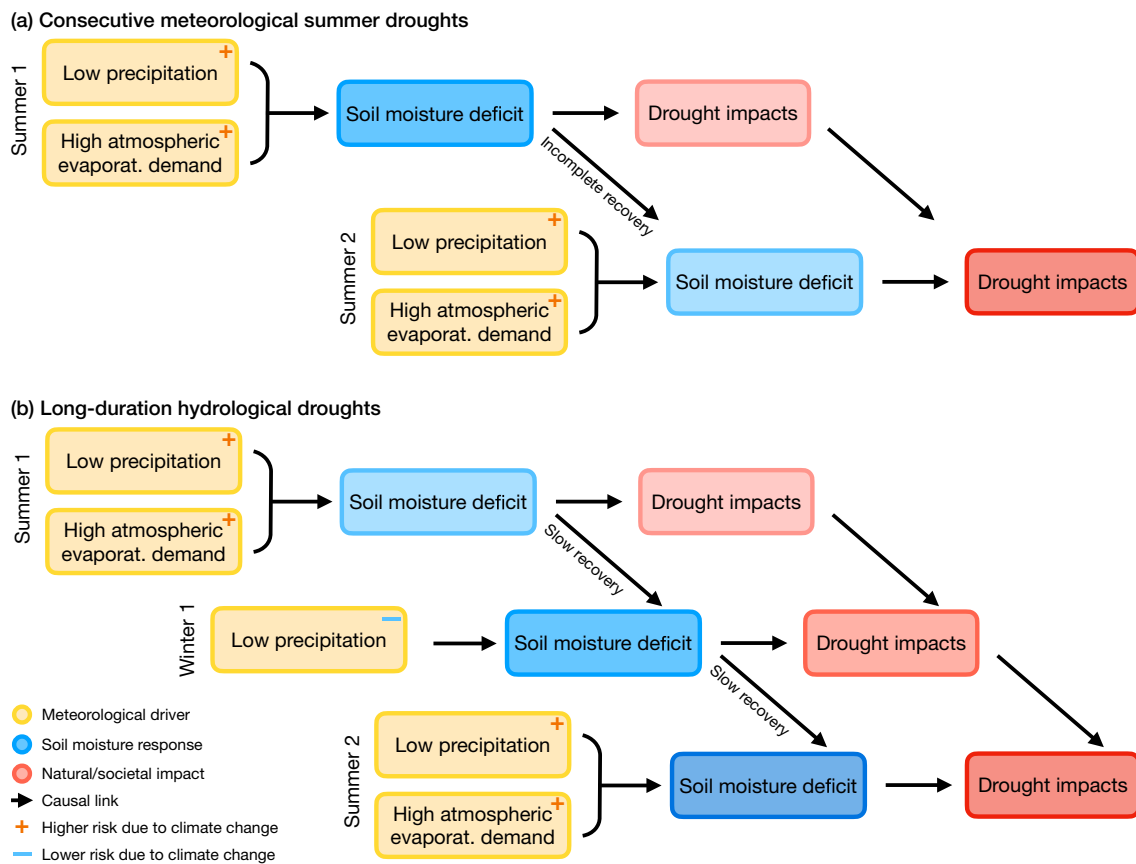 (a) Consecutive meteorological summer droughts
Summer 1
Low precipitation
+
High atmospheric
evaporat. demand
+
Soil moisture deficit
Drought impacts
Incomplete recovery
Summer 2
Low precipitation
+
High atmospheric
evaporat. demand
+
Soil moisture deficit
Drought impacts
(b) Long-duration hydrological droughts
Summer 1
Low precipitation
+
High atmospheric
evaporat. demand
+
Soil moisture deficit
Drought impacts
Slow recovery
Winter 1
Low precipitation
Soil moisture deficit
Drought impacts
Slow recovery
Summer 2
Low precipitation
+
High atmospheric
evaporat. demand
+
Soil moisture deficit
Drought impacts
Meteorological driver
Soil moisture response
Natural/societal impact
Causal link
+ Higher risk due to climate change
Lower risk due to climate change